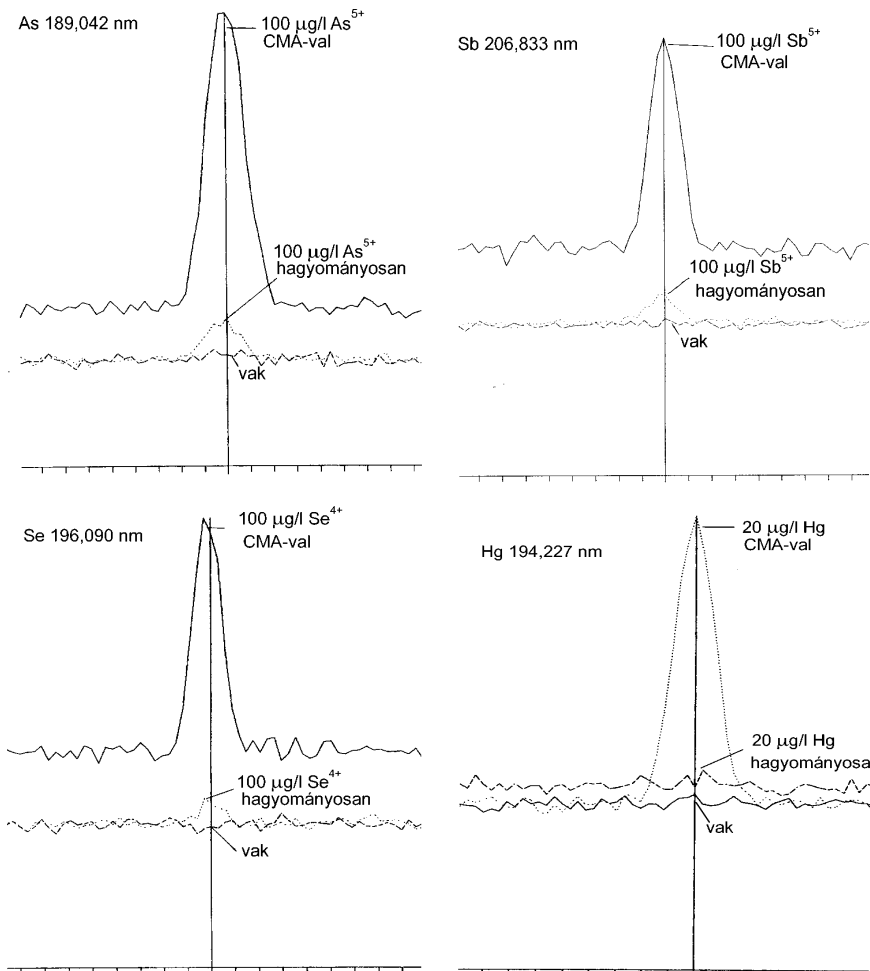 As 189,042 nm
100 µg/l As⁵⁺
CMA-val
100 µg/l As⁵⁺
hagyományosan
vak
Sb 206,833 nm
100 µg/l Sb⁵⁺
CMA-val
100 µg/l Sb⁵⁺
hagyományosan
vak
Se 196,090 nm
100 µg/l Se⁴⁺
CMA-val
100 µg/l Se⁴⁺
hagyományosan
vak
Hg 194,227 nm
20 µg/l Hg
CMA-val
20 µg/l Hg
hagyományosa
vak